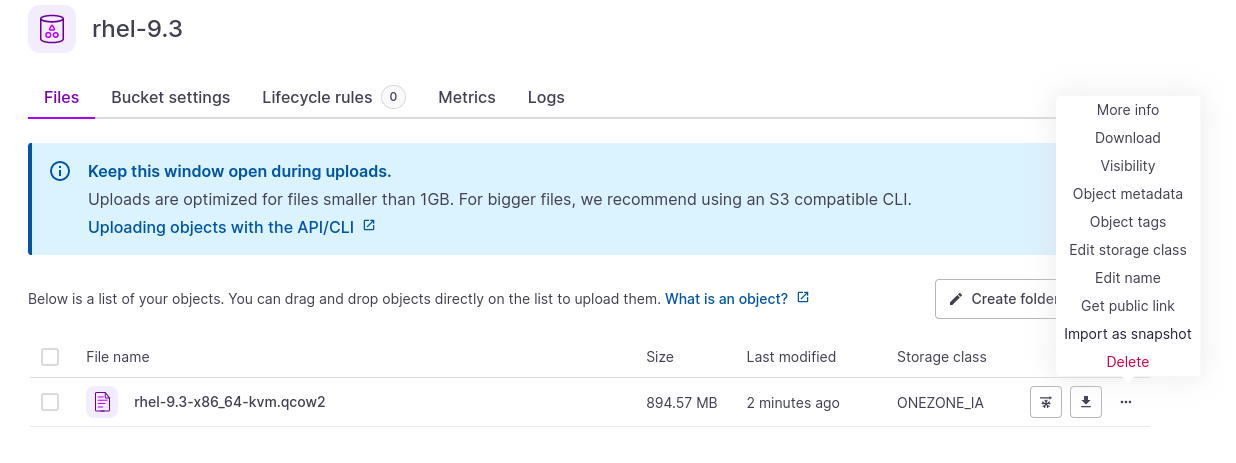 rhel-9.3
Files Bucket settings Lifecycle rules 0 Metrics Logs
Keep this window open during uploads.
Uploads are optimized for files smaller than 1GB. For bigger files, we recommend using an S3 compatible CLI.
Uploading objects with the API/CLI
More info
Download
Visibility
Object metadata
Object tags
Edit storage class
Edit name
Get public link
Import as snapshot
Delete
Below is a list of your objects. You can drag and drop objects directly on the list to upload them. What is an object?
Create folder
File name Size Last modified Storage class
rhel-9.3-x86_64-kvm.qcow2 894.57 MB 2 minutes ago ONEZONE_IA